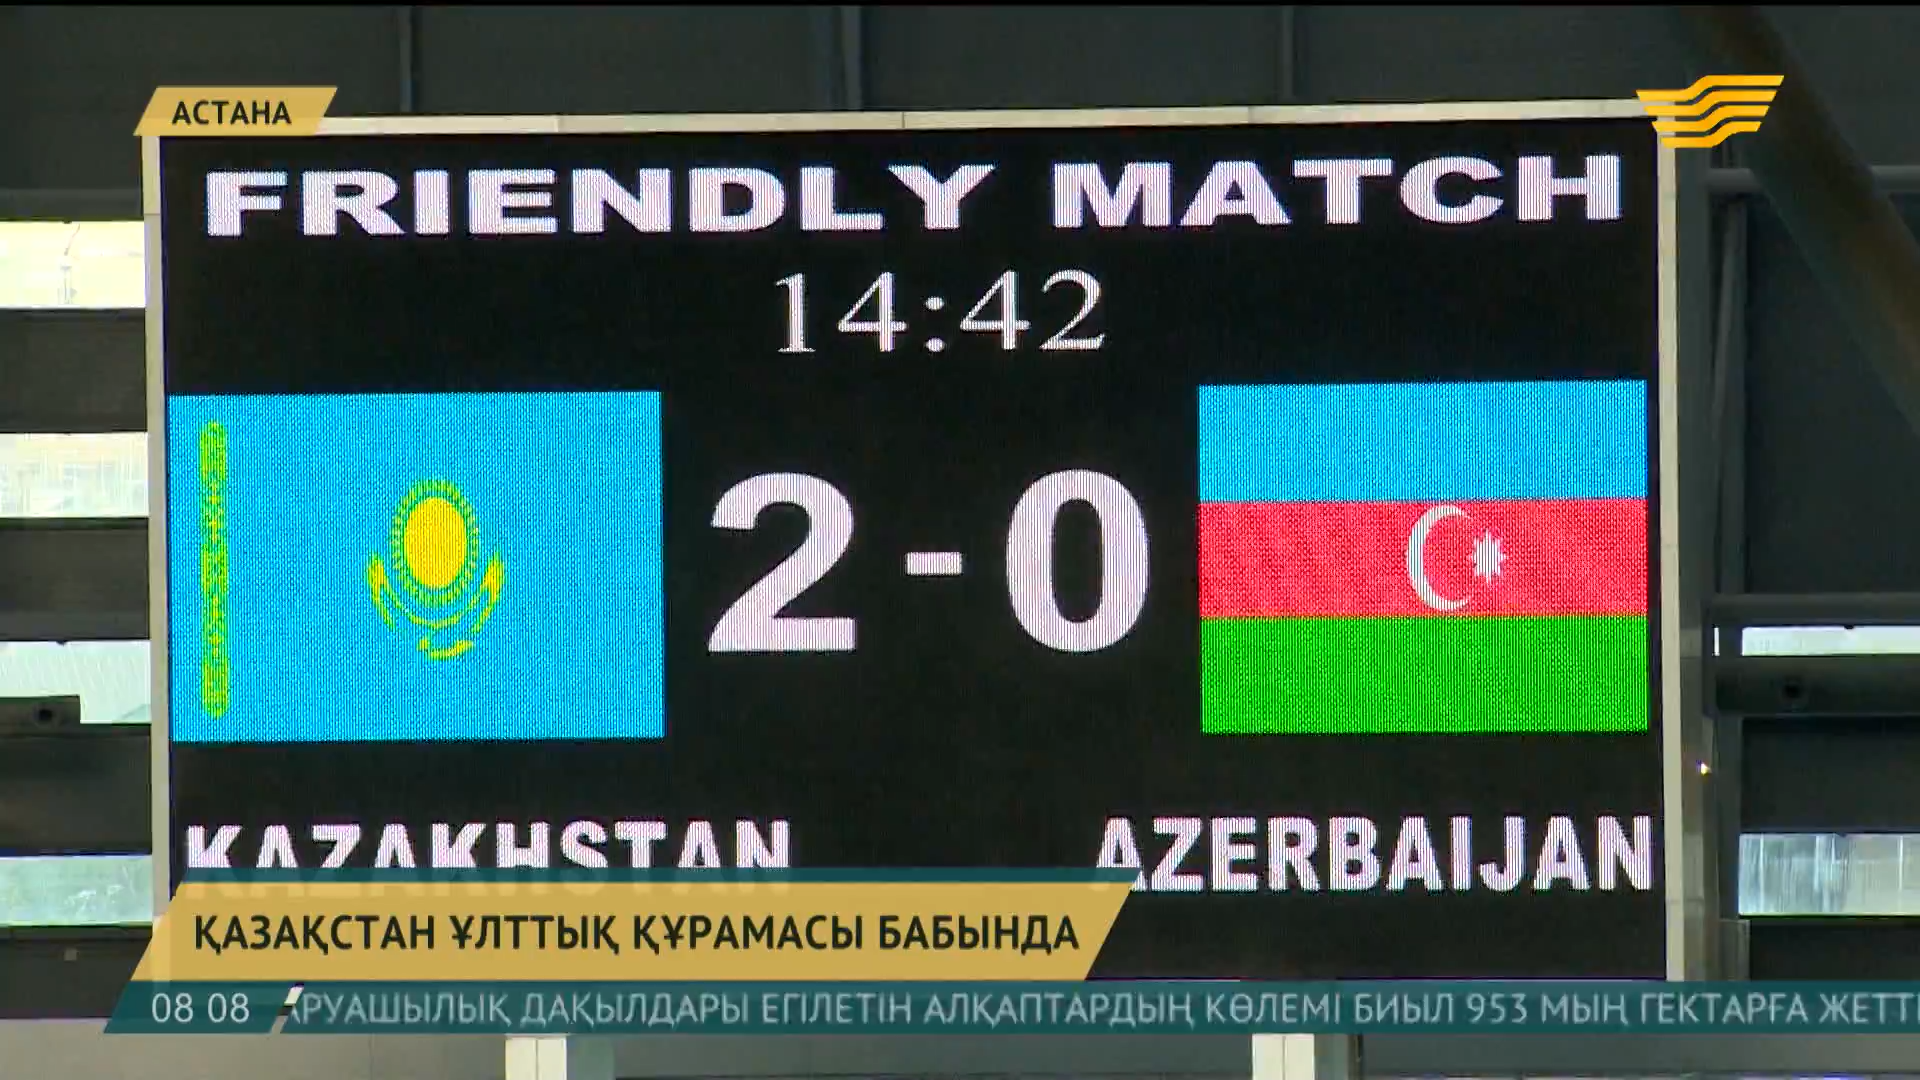 АСТАНА
FRIENDLY MATCH
14:42
2-0
KAZAKHSTAN AZERBAIJAN
ҚАЗАҚСТАН ҰЛТТЫҚ ҚҰРАМАСЫ БАБЫНДА
08 08 ДАҚЫЛДАРЫ ЕГІЛЕТІН АЛҚАПТАРДЫҢ КӨЛЕМІ БИЫЛ 953 МЫҢ ГЕКТАРҒА